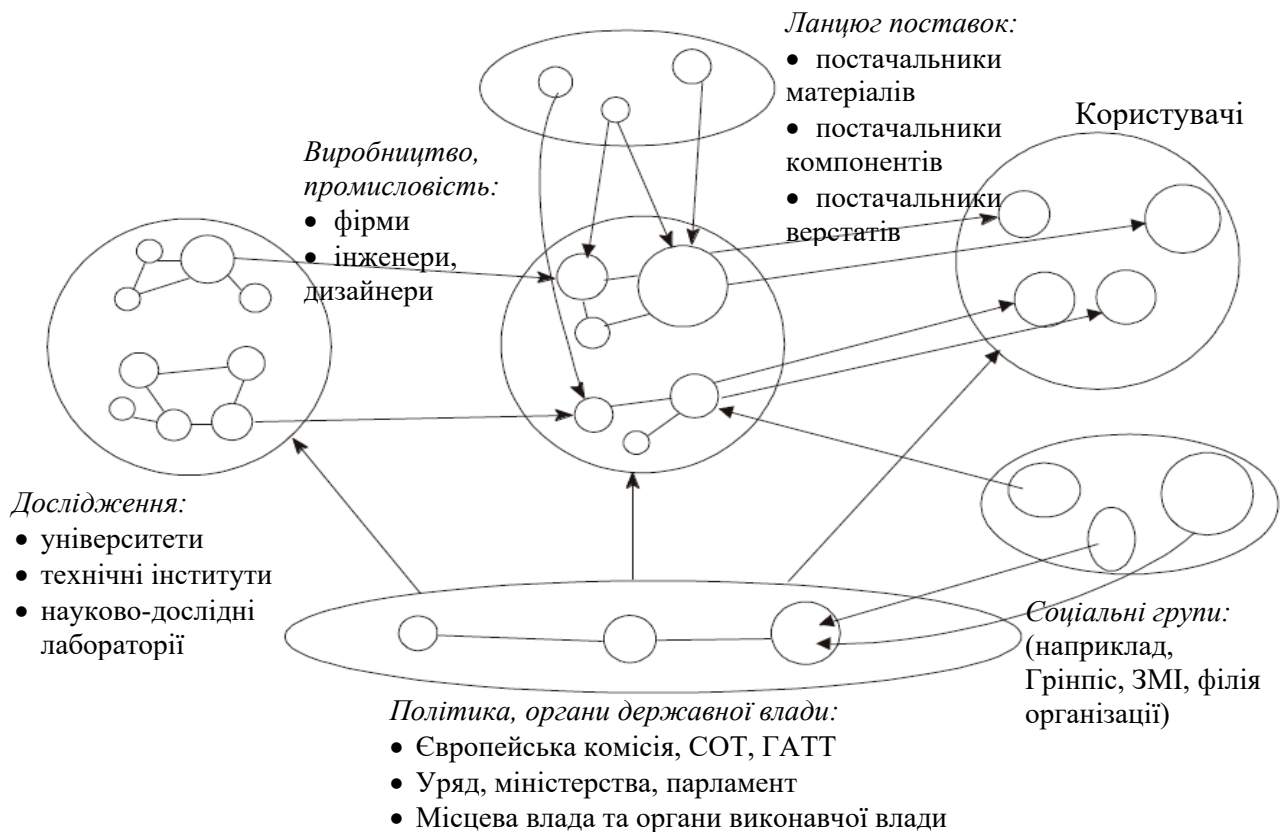 Ланцюг поставок:
• постачальники
матеріалів
• постачальники
компонентів
• постачальники
верстатів
Користувачі
Виробництво,
промисловість:
• фірми
• інженери,
дизайнери
Дослідження:
• університети
• технічні інститути
• науково-дослідні
лабораторії
Соціальні групи:
(наприклад,
Грінпіс, ЗМІ, філія
організації)
Політика, органи державної влади:
• Європейська комісія, СОТ, ГАТТ
• Уряд, міністерства, парламент
• Місцева влада та органи виконавчої влади